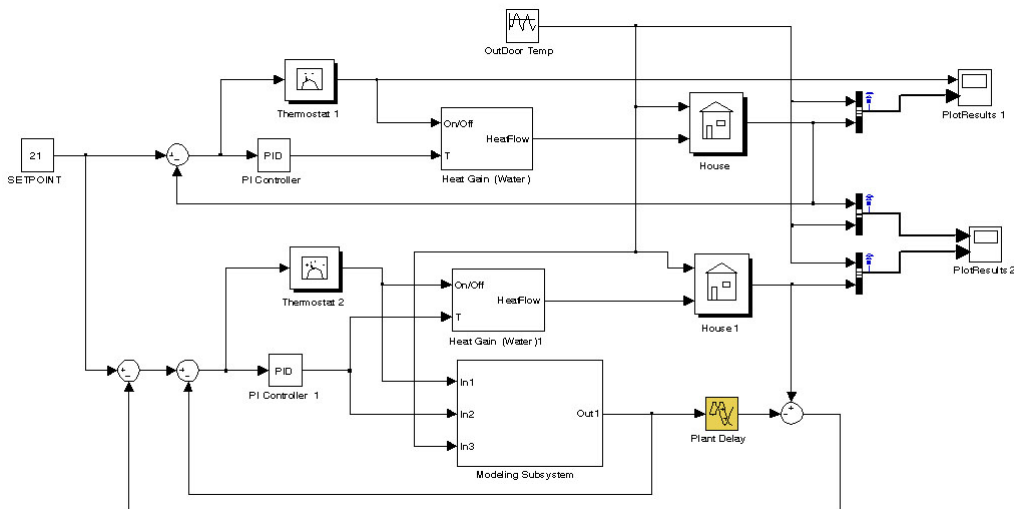 OutDoor Temp
Thermostat 1
PlotResults 1
On/Off
HeatFlow
T
21
SETPOINT
PID
PI Controller
Heat Gain (Water)
House
PlotResults2
Thermostat 2
On/Off
HeatFlow
T
House 1
Heat Gain (Water)1
PID
PI Controller 1
In1
In2
Out1
In3
Plant Delay
Modeling Subsystem